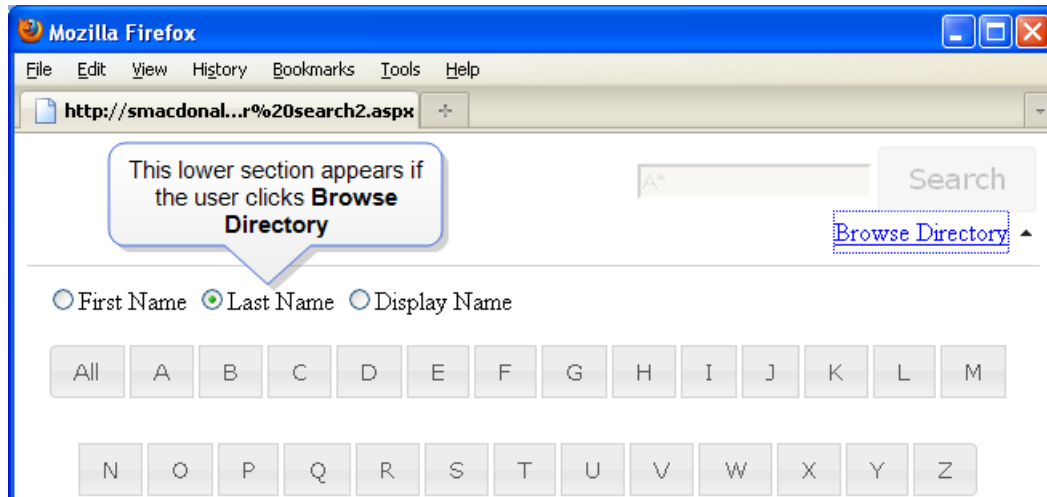 Mozilla Firefox
File Edit View History Bookmarks Tools Help
http://smacdonal...r%20search2.aspx
This lower section appears if
the user clicks Browse
Directory
A*
Search
Browse Directory
First Name Last Name Display Name
All A B C D E F G H I J K L M
N O P Q R S T U V W X Y Z